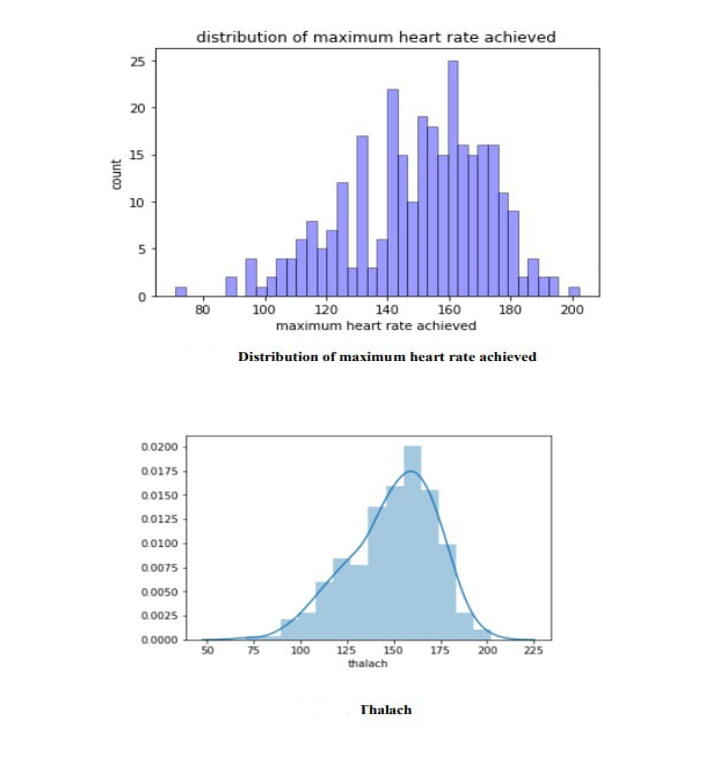 distribution of maximum heart rate achieved
25
20
15
10
5
0
count
80 100 120 140 160 180 200
maximum heart rate achieved
Distribution of maximum heart rate achieved
0.0200
0.0175
0.0150
0.0125
0.0100
0.0075
0.0050
0.0025
0.0000
50 75 100 125 150 175 200 225
thalach
Thalach